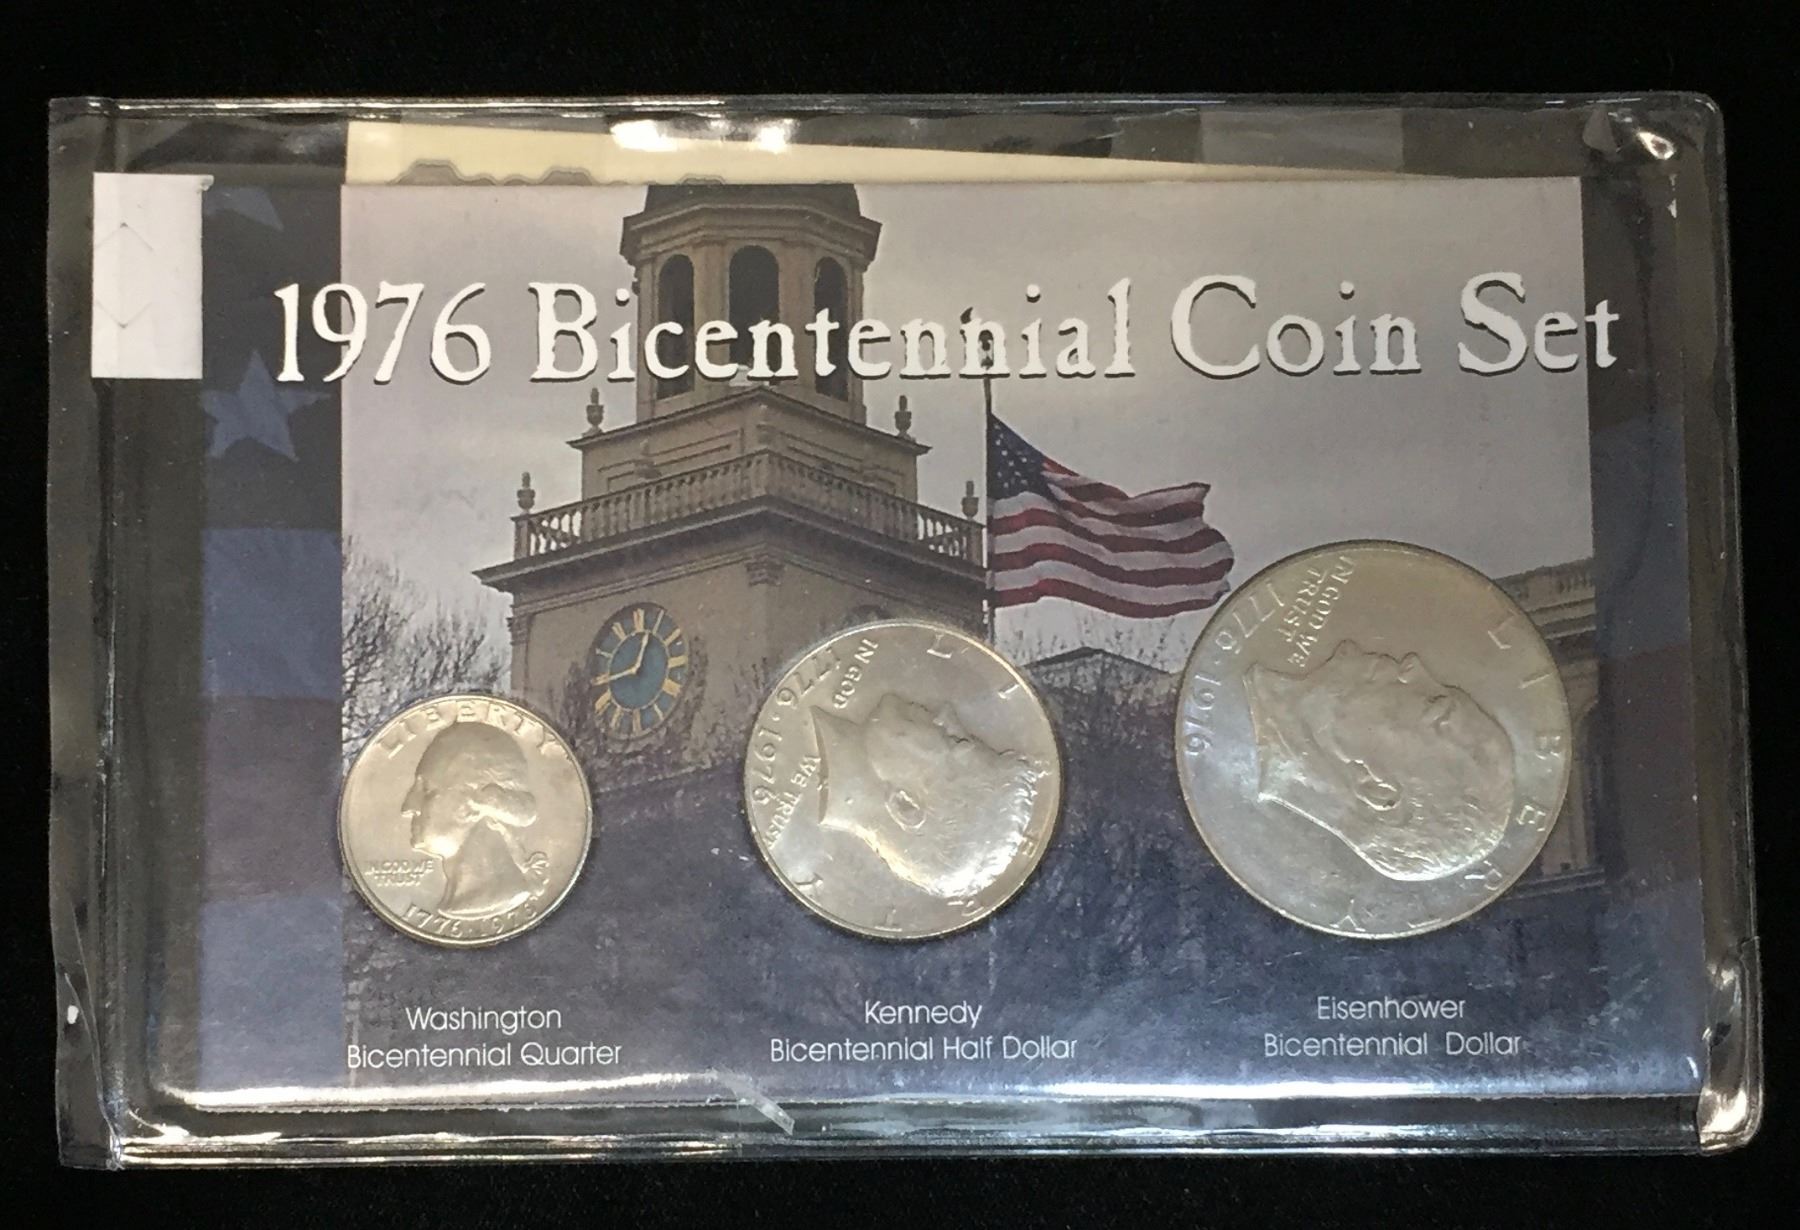 1976 Bicentennial Coin Set
LIBERTY
IN GOD WE
TRUST
1776·1976
LIBERTY
IN GOD
WE TRUST
1776·1976
LIBERTY
IN GOD WE
TRUST
1776·1976
Washington
Bicentennial Quarter
Kennedy
Bicentennial Half Dollar
Eisenhower
Bicentennial Dollar